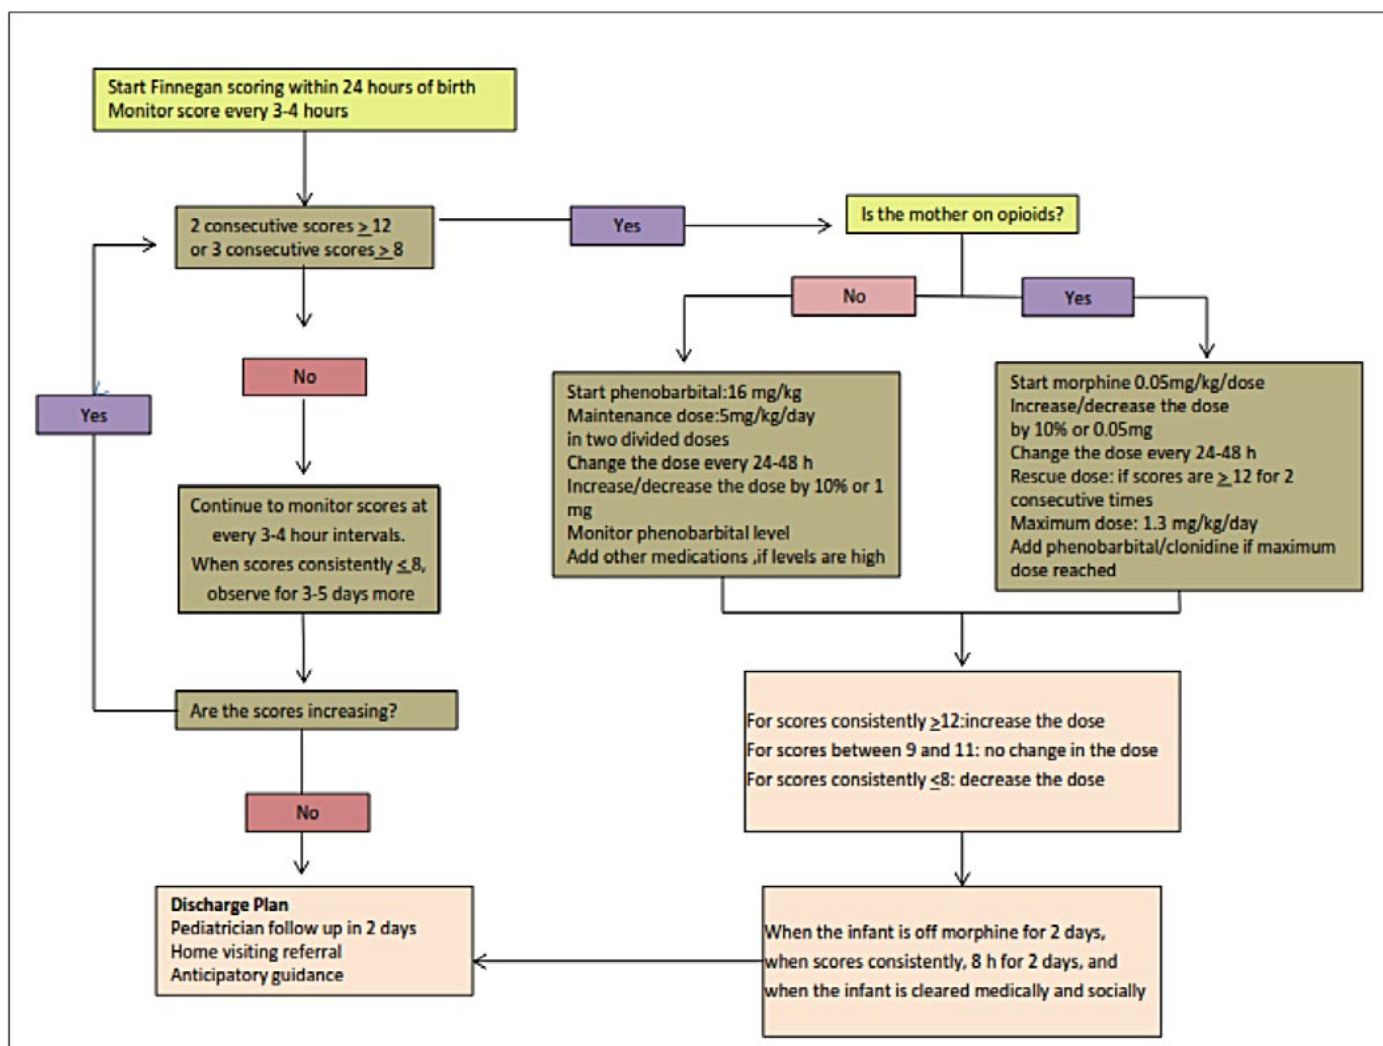 Start Finnegan scoring within 24 hours of birth
Monitor score every 3-4 hours
2 consecutive scores ≥ 12
or 3 consecutive scores ≥ 8
Yes
Is the mother on opioids?
No
Yes
No
Yes
Start phenobarbital:16 mg/kg
Maintenance dose:5mg/kg/day
in two divided doses
Change the dose every 24-48 h
Increase/decrease the dose by 10% or 1
mg
Monitor phenobarbital level
Add other medications ,if levels are high
Start morphine 0.05mg/kg/dose
Increase/decrease the dose
by 10% or 0.05mg
Change the dose every 24-48 h
Rescue dose: if scores are ≥ 12 for 2
consecutive times
Maximum dose: 1.3 mg/kg/day
Add phenobarbital/clonidine if maximum
dose reached
Continue to monitor scores at
every 3-4 hour intervals.
When scores consistently ≤ 8,
observe for 3-5 days more
Are the scores increasing?
No
For scores consistently ≥12:increase the dose
For scores between 9 and 11: no change in the dose
For scores consistently ≤8: decrease the dose
Discharge Plan
Pediatrician follow up in 2 days
Home visiting referral
Anticipatory guidance
When the infant is off morphine for 2 days,
when scores consistently, 8 h for 2 days, and
when the infant is cleared medically and socially